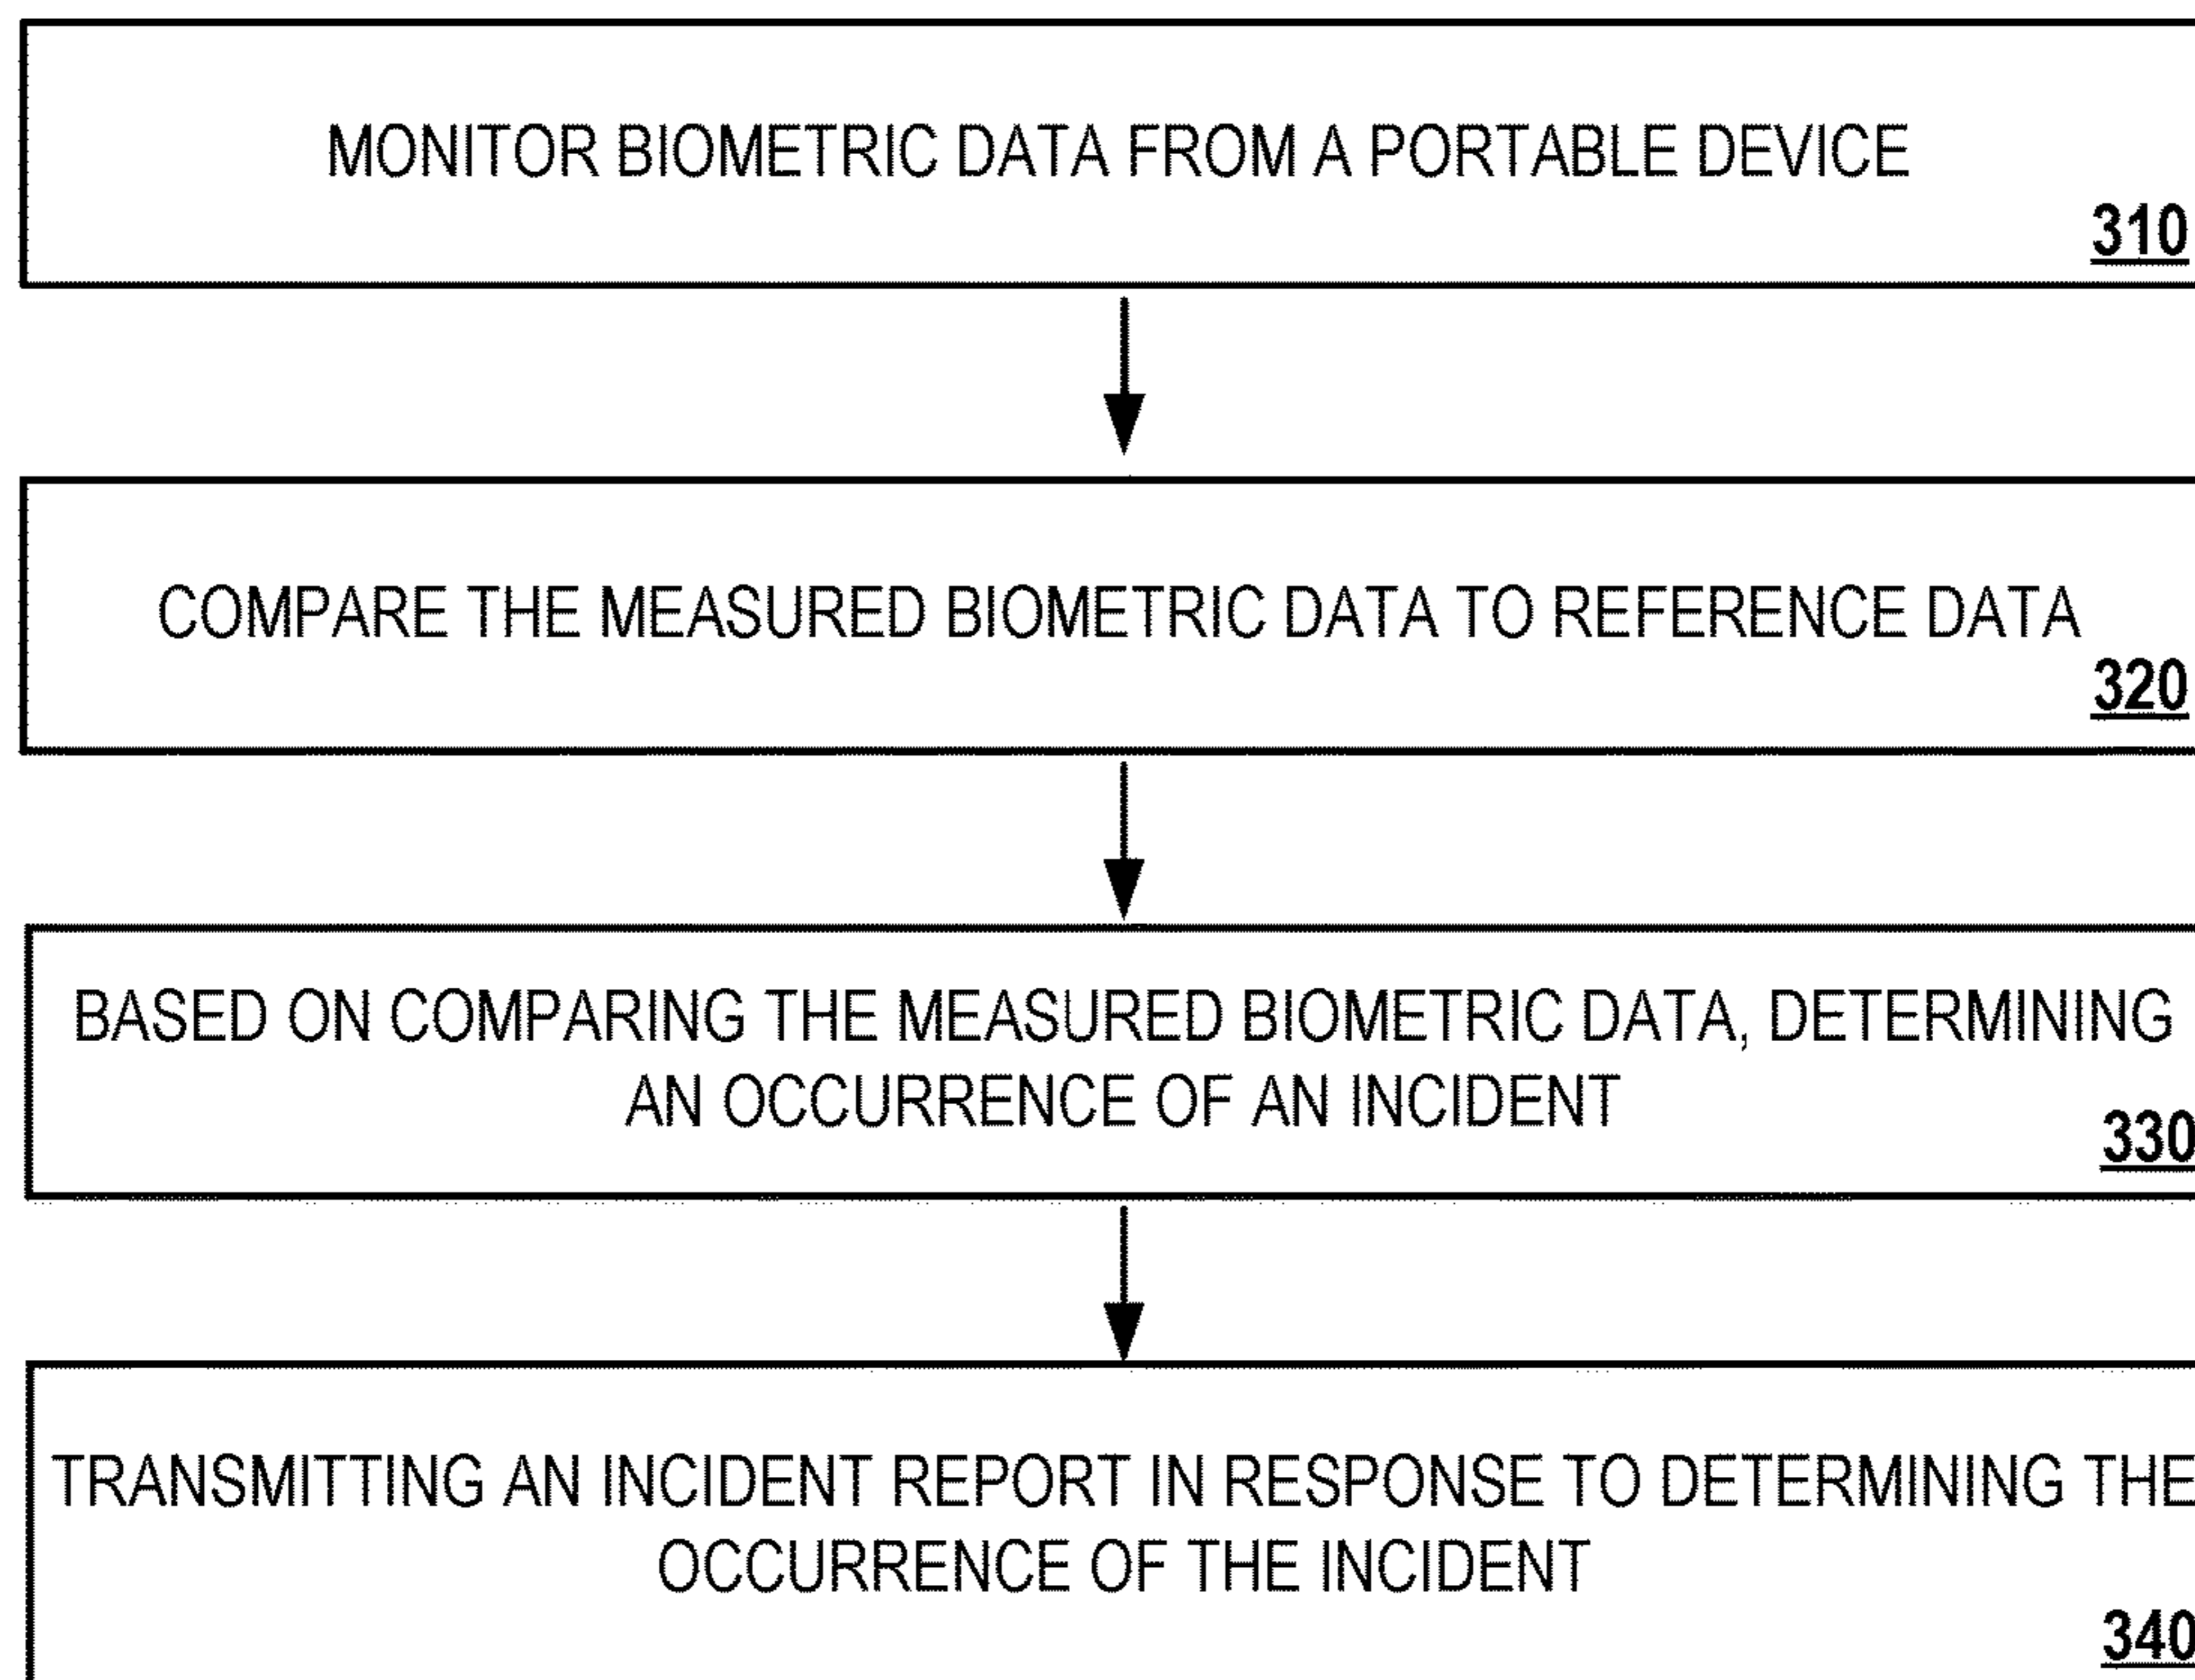 MONITOR BIOMETRIC DATA FROM A PORTABLE DEVICE
310
COMPARE THE MEASURED BIOMETRIC DATA TO REFERENCE DATA
320
BASED ON COMPARING THE MEASURED BIOMETRIC DATA, DETERMINING
AN OCCURRENCE OF AN INCIDENT
330
TRANSMITTING AN INCIDENT REPORT IN RESPONSE TO DETERMINING THE
OCCURRENCE OF THE INCIDENT
340